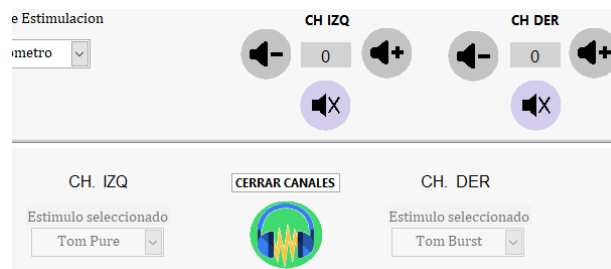 e Estimulacion CH IZQ CH DER
ometro 0 0
CH. IZQ CERRAR CANALES CH. DER
Estimulo seleccionado Estimulo seleccionado
Tom Pure Tom Burst